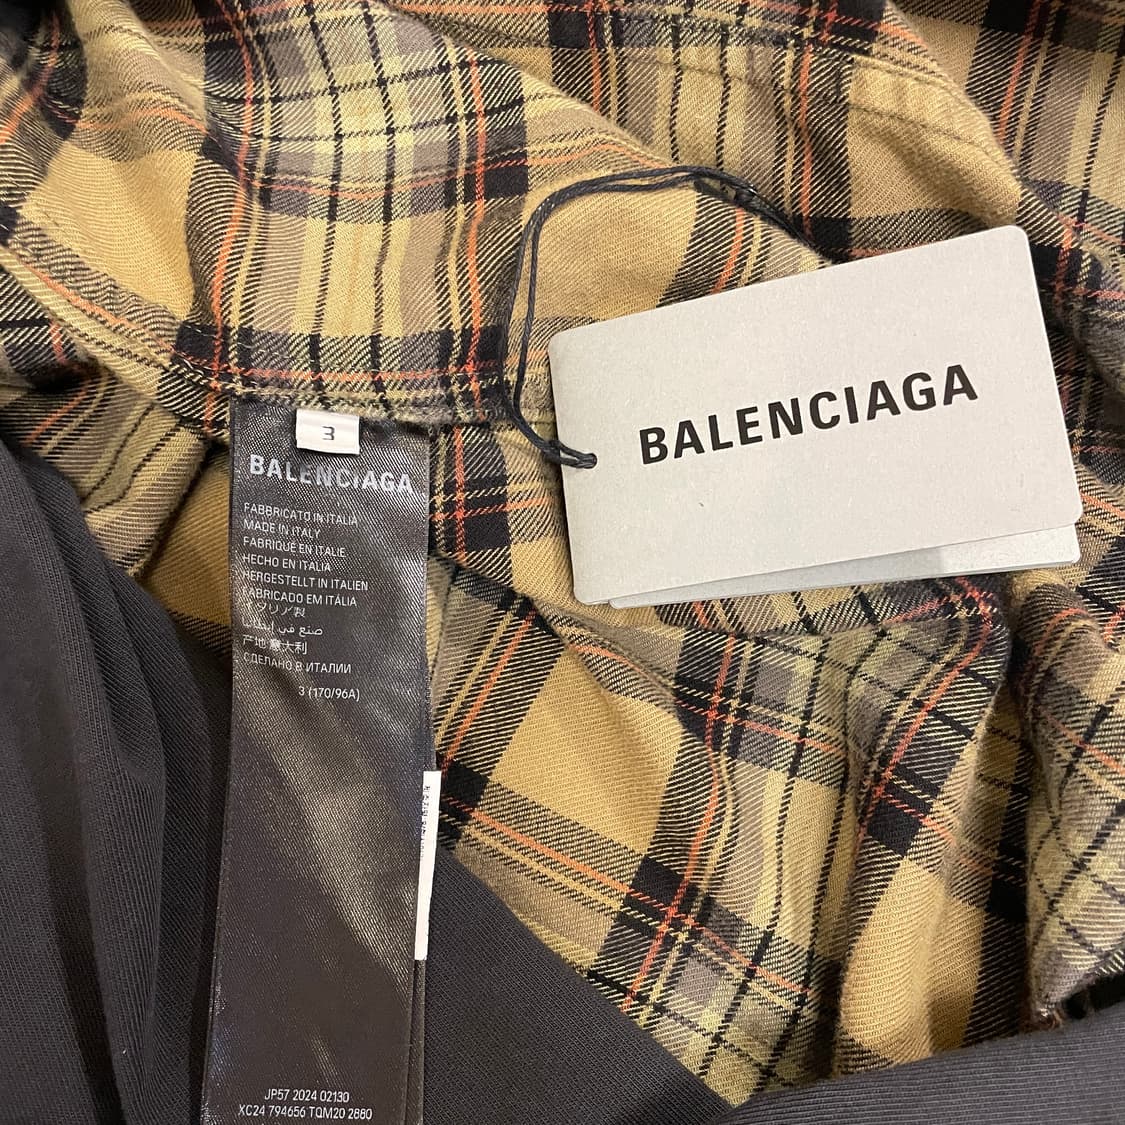 BALENCIAGA
3
BALENCIAGA
FABBRICATO IN ITALIA
MADE IN ITALY
FABRIQUÉ EN ITALIE
HECHO EN ITALIA
HERGESTELLT IN ITALIEN
FABRICADO EM ITÁLIA
イタリア製
صنع في إيطاليا
产地 意大利
СДЕЛАНО В ИТАЛИИ
3 (170/96A)
JP57 2024 02130
XC24 794656 TQM20 2880